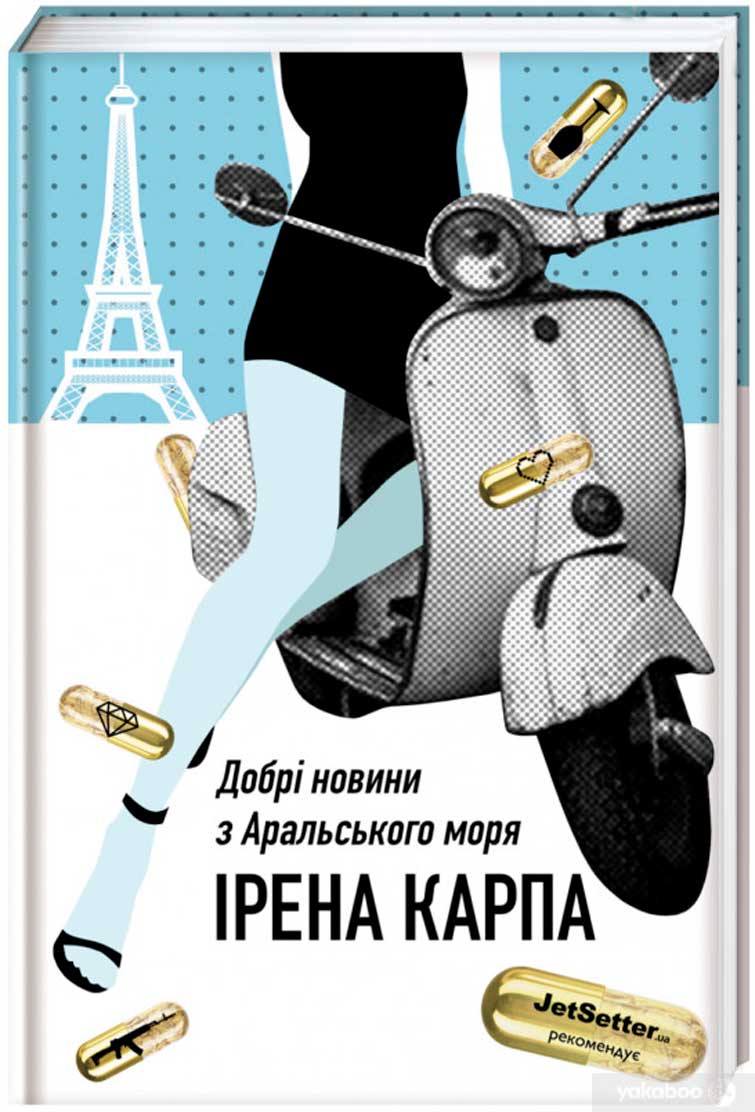 Добрі новини
з Аральського моря
ІРЕНА КАРПА
JetSetter.ua
рекомендує
yakaboo